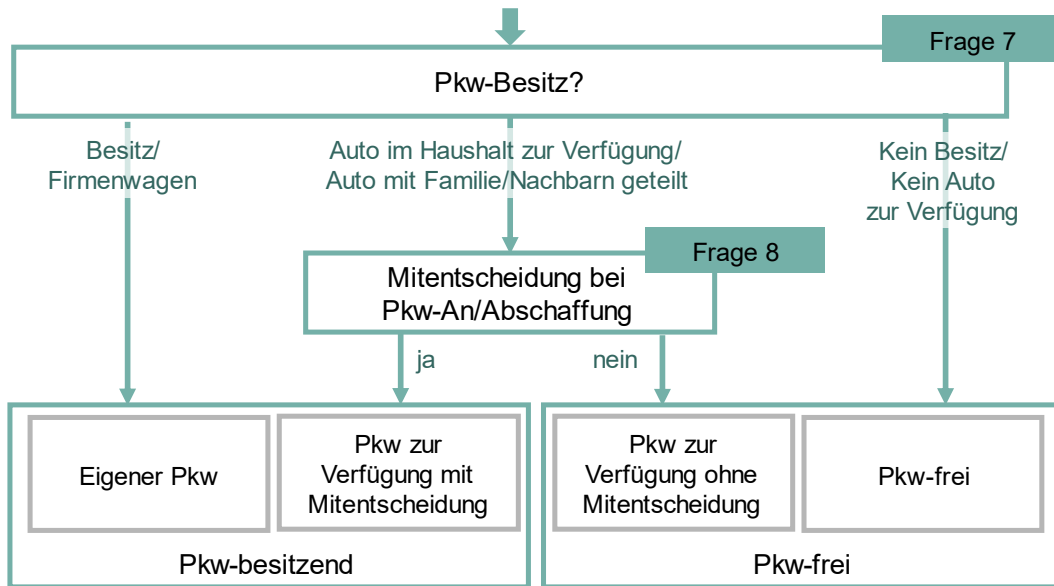 Frage 7
Pkw-Besitz?
Besitz/
Firmenwagen
Auto im Haushalt zur Verfügung/
Auto mit Familie/Nachbarn geteilt
Kein Besitz/
Kein Auto
zur Verfügung
Frage 8
Mitentscheidung bei
Pkw-An/Abschaffung
ja
nein
Eigener Pkw
Pkw zur
Verfügung mit
Mitentscheidung
Pkw zur
Verfügung ohne
Mitentscheidung
Pkw-frei
Pkw-besitzend
Pkw-frei